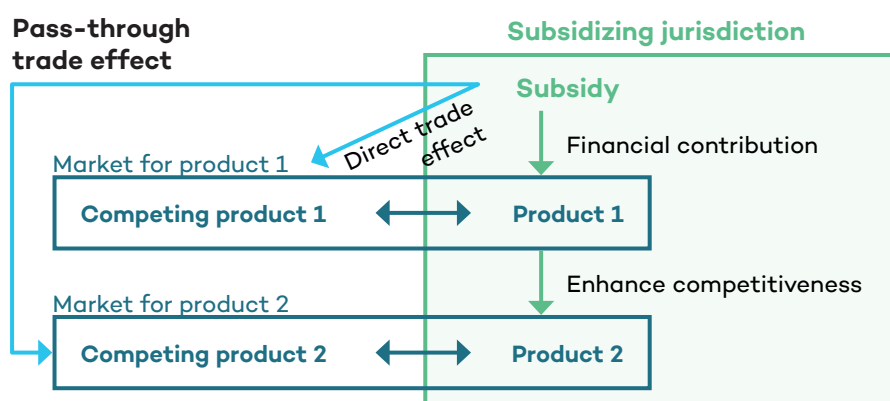 Pass-through
trade effect
Subsidizing jurisdiction
Subsidy
Direct trade
effect
Financial contribution
Market for product 1
Competing product 1
Product 1
Enhance competitiveness
Market for product 2
Competing product 2
Product 2